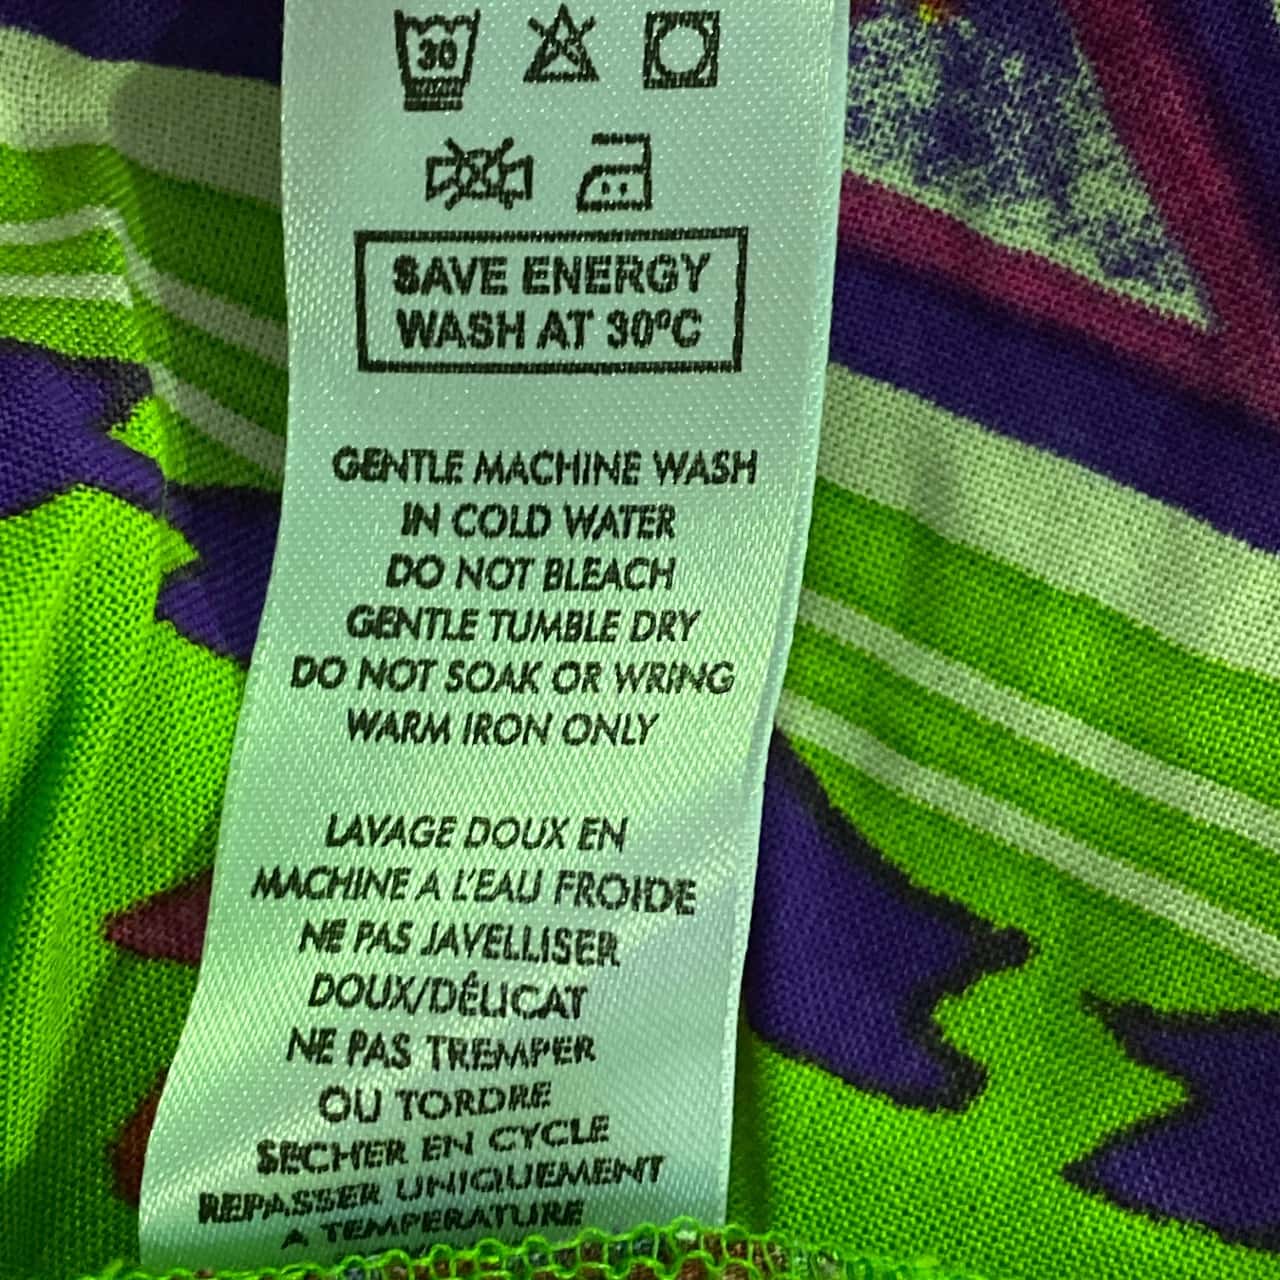 30
SAVE ENERGY
WASH AT 30ºC
GENTLE MACHINE WASH
IN COLD WATER
DO NOT BLEACH
GENTLE TUMBLE DRY
DO NOT SOAK OR WRING
WARM IRON ONLY
LAVAGE DOUX EN
MACHINE A L'EAU FROIDE
NE PAS JAVELLISER
DOUX/DÉLICAT
NE PAS TREMPER
OU TORDRE
SECHER EN CYCLE
REPASSER UNIQUEMENT
A TEMPERATURE